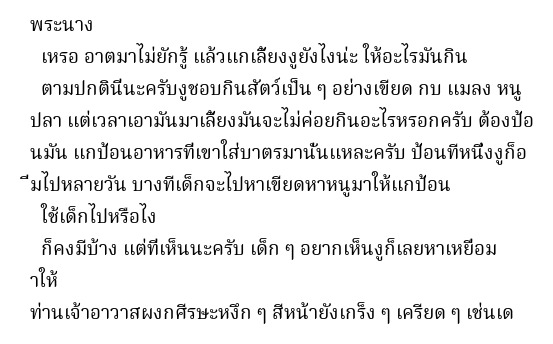 พระนาง
เหรอ อาตมาไม่ยักรู้ แล้วแกเลี้ยงงูยังไงน่ะ ให้อะไรมันกิน
ตามปกตินี่นะครับงูชอบกินสัตว์เป็น ๆ อย่างเขียด กบ แมลง หนู
ปลา แต่เวลาเอามันมาเลี้ยงมันจะไม่ค่อยกินอะไรหรอกครับ ต้องป้อ
นมัน แกป้อนอาหารที่เขาใส่บาตรมานั่นแหละครับ ป้อนทีหนึ่งงูก็อ
ิ่มไปหลายวัน บางทีเด็กจะไปหาเขียดหาหนูมาให้แกป้อน
ใช้เด็กไปหรือไง
ก็คงมีบ้าง แต่ที่เห็นนะครับ เด็ก ๆ อยากเห็นงูก็เลยหาเหยื่อม
าให้
ท่านเจ้าอาวาสผงกศีรษะหงึก ๆ สีหน้ายังเกร็ง ๆ เครียด ๆ เช่นเด